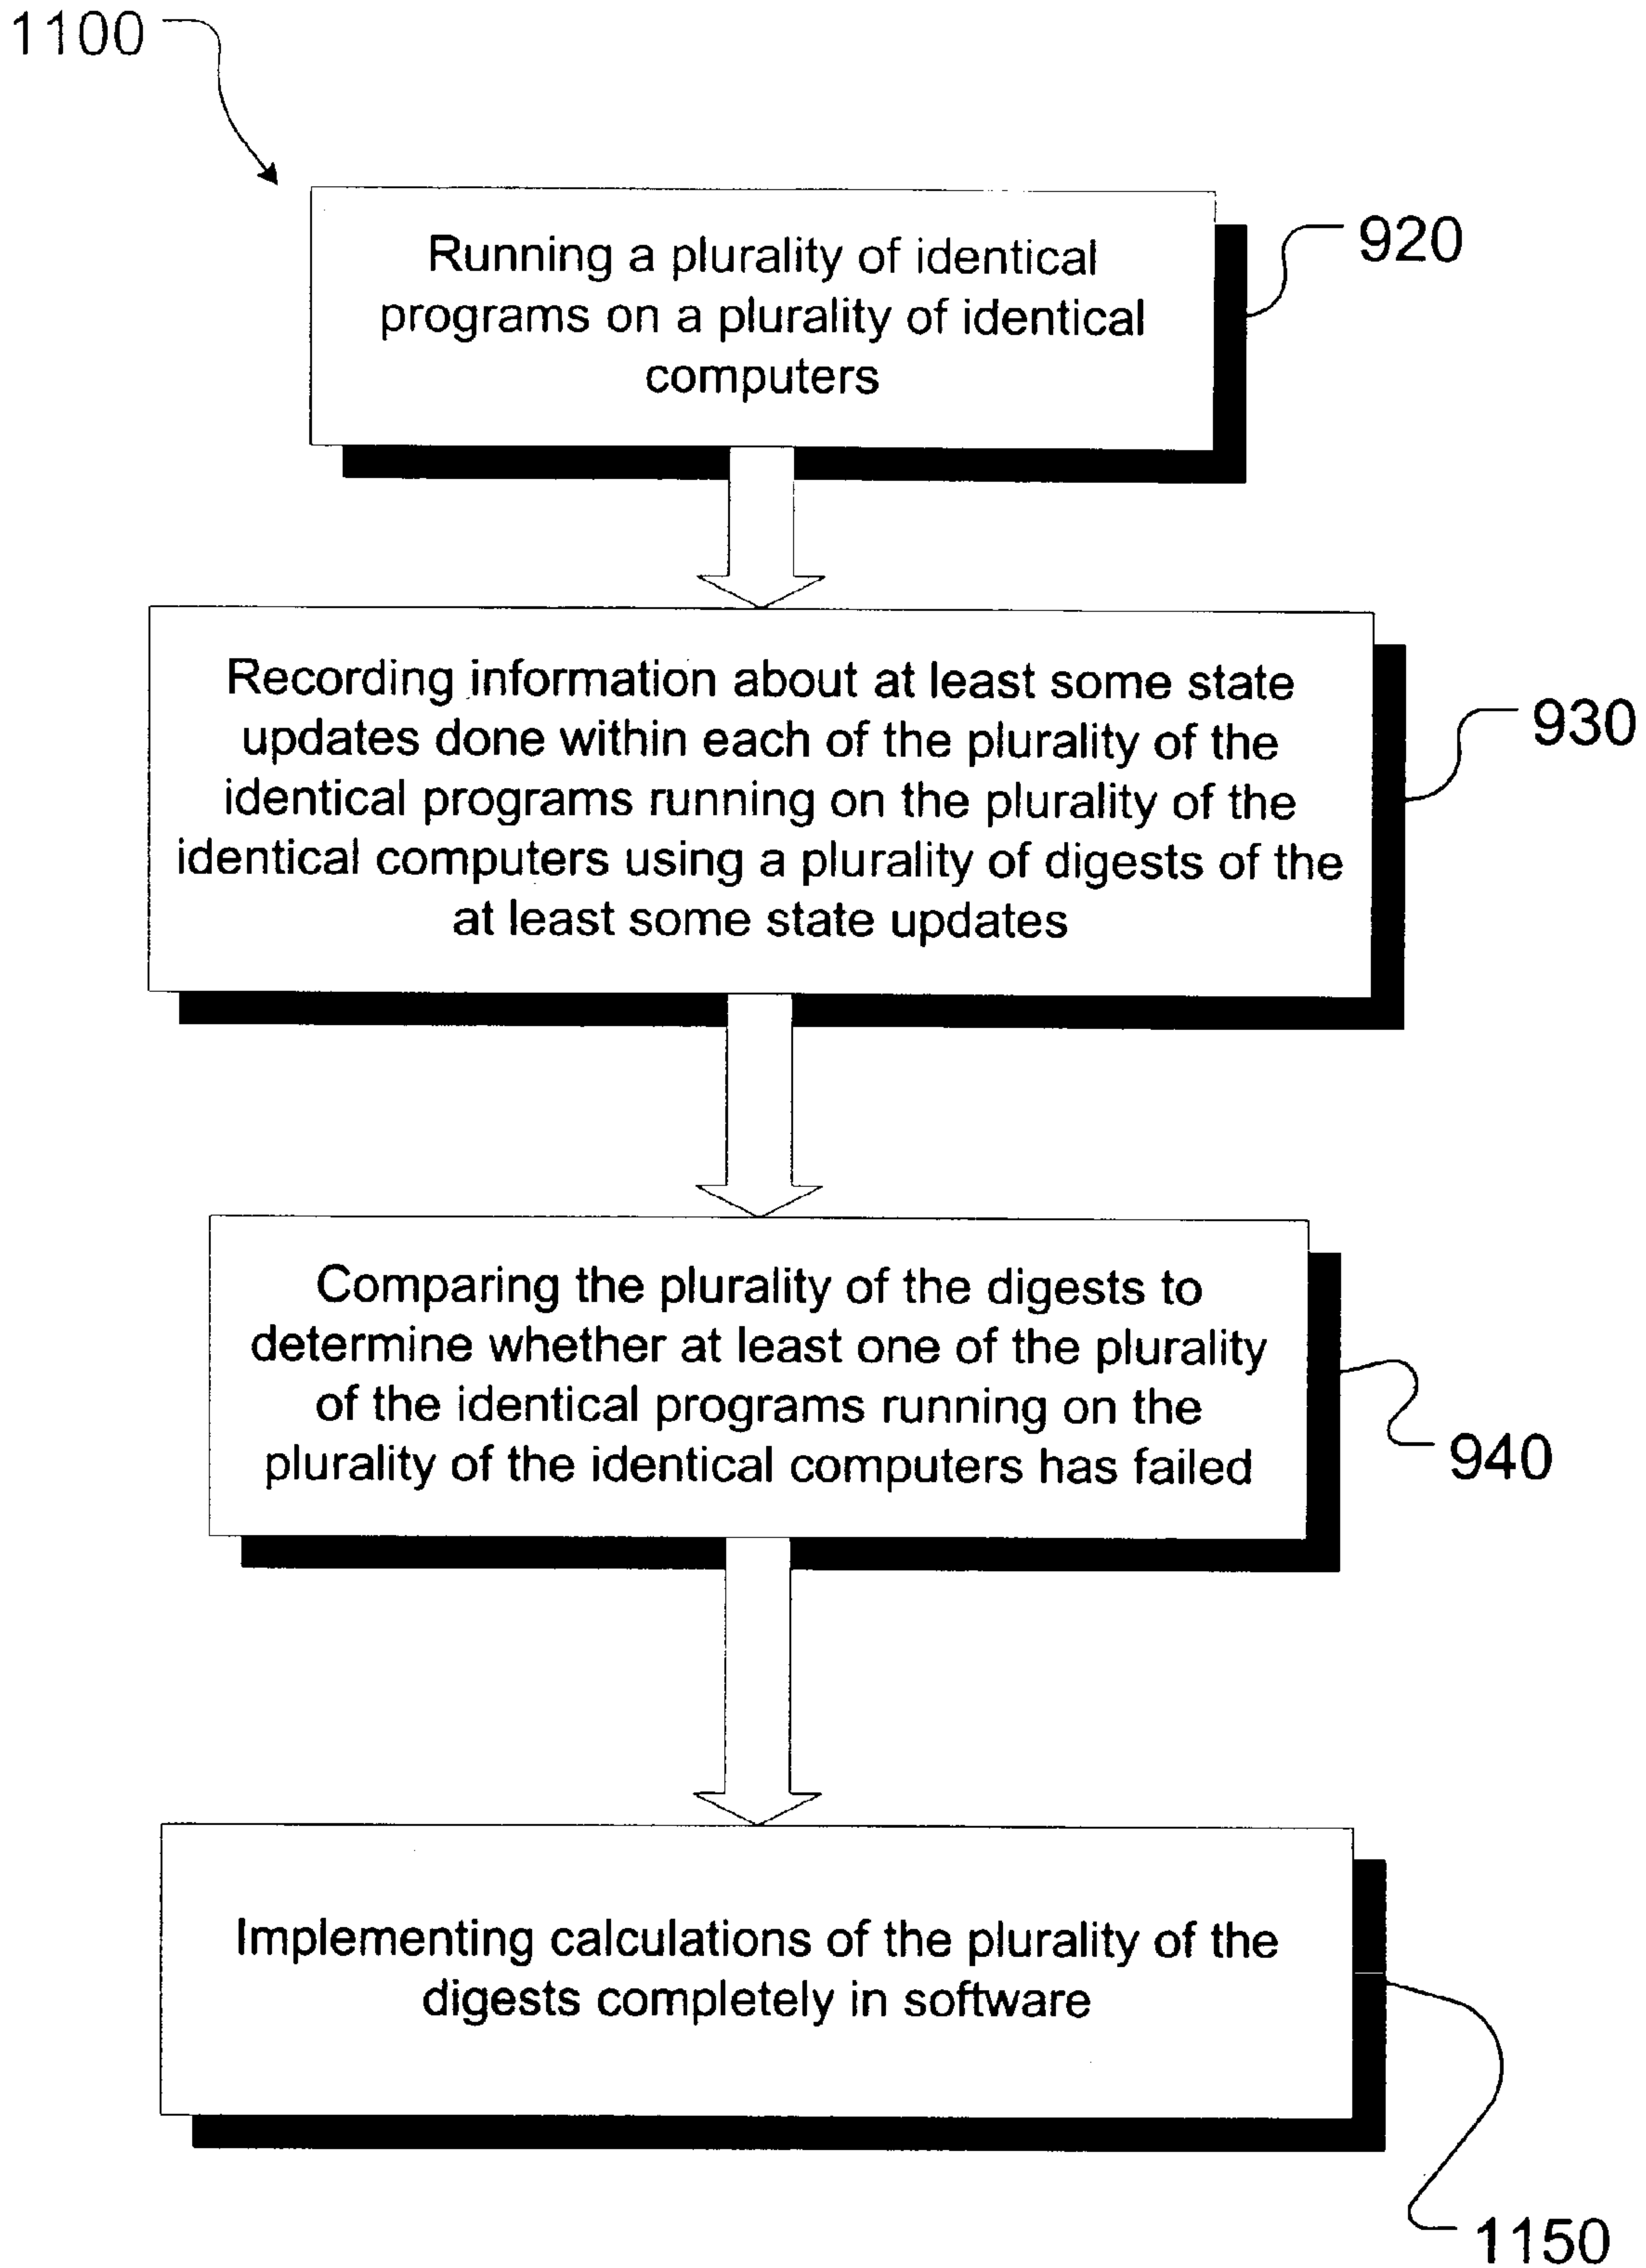 1100
Running a plurality of identical
programs on a plurality of identical
computers
920
Recording information about at least some state
updates done within each of the plurality of the
identical programs running on the plurality of the
identical computers using a plurality of digests of the
at least some state updates
930
Comparing the plurality of the digests to
determine whether at least one of the plurality
of the identical programs running on the
plurality of the identical computers has failed
940
Implementing calculations of the plurality of the
digests completely in software
1150